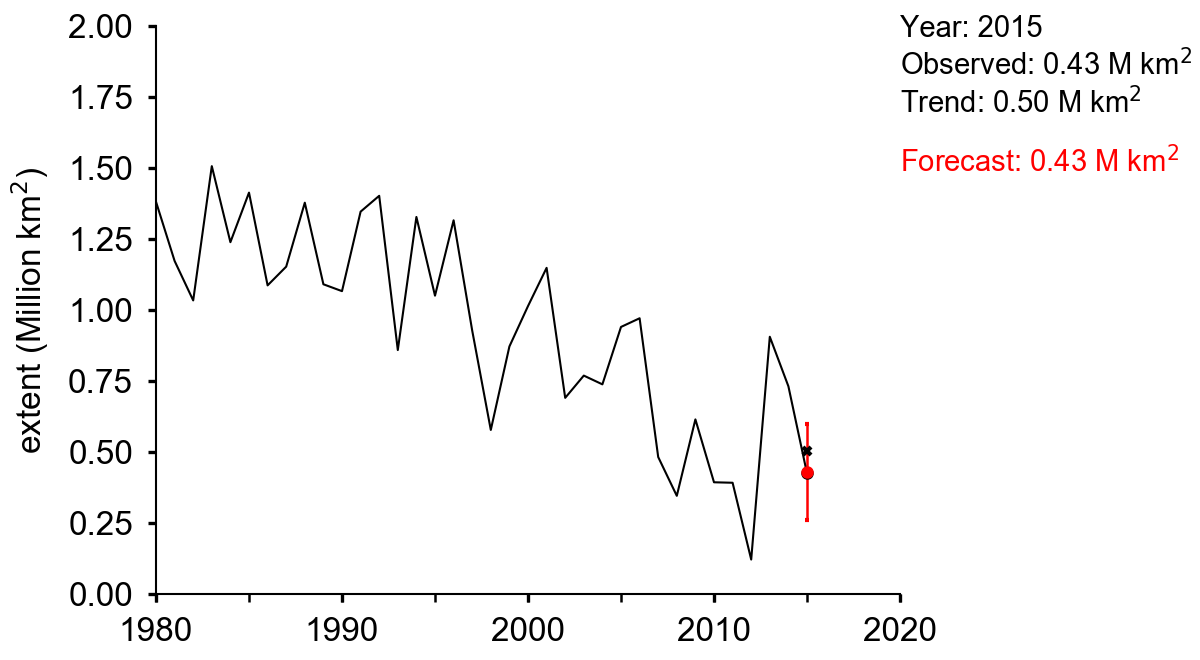 2.00
1.75
1.50
1.25
1.00
0.75
0.50
0.25
0.00
extent (Million km²)
1980
1990
2000
2010
2020
Year: 2015
Observed: 0.43 M km²
Trend: 0.50 M km²
Forecast: 0.43 M km²